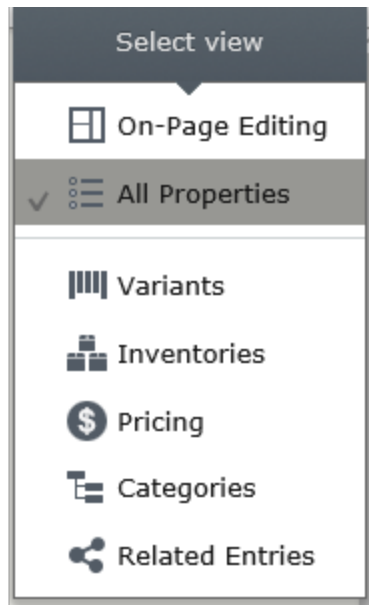 Select view
On-Page Editing
All Properties
Variants
Inventories
Pricing
Categories
Related Entries